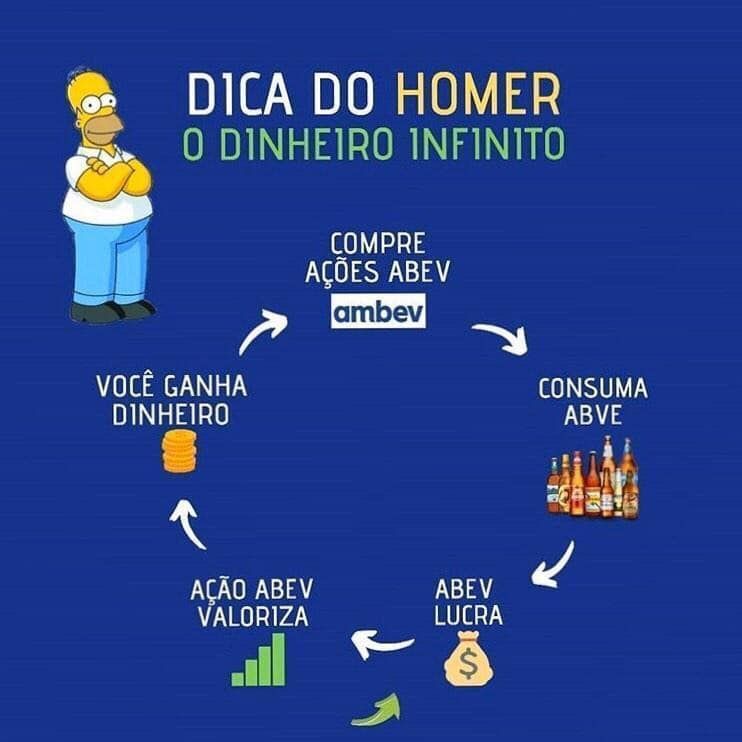 DICA DO HOMER
O DINHEIRO INFINITO
COMPRE
AÇÕES ABEV
ambev
CONSUMA
ABVE
ABEV
LUCRA
$
AÇÃO ABEV
VALORIZA
VOCÊ GANHA
DINHEIRO